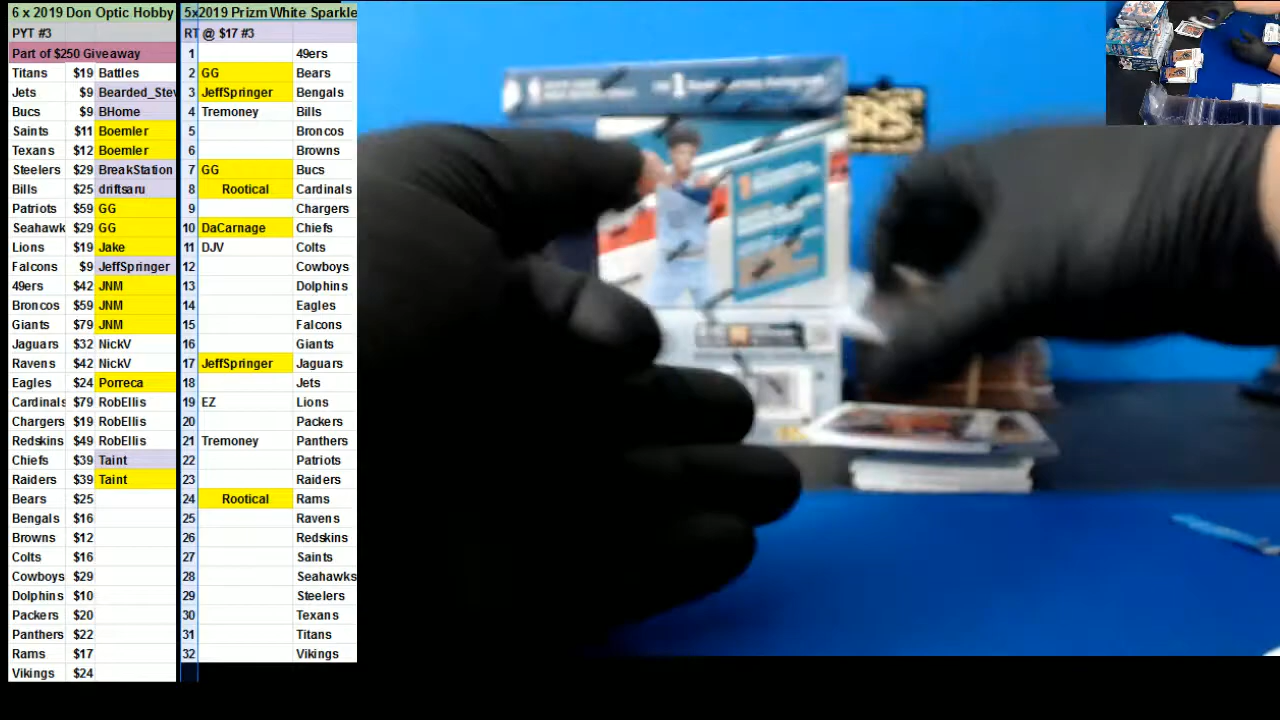 6 x 2019 Don Optic Hobby
PYT #3
Part of $250 Giveaway
Titans $19 Battles
Jets $9 Bearded_Stev
Bucs $9 BHome
Saints $11 Boemler
Texans $12 Boemler
Steelers $29 BreakStation
Bills $25 driftsaru
Patriots $59 GG
Seahawk $29 GG
Lions $19 Jake
Falcons $9 JeffSpringer
49ers $42 JNM
Broncos $59 JNM
Giants $79 JNM
Jaguars $32 NickV
Ravens $42 NickV
Eagles $24 Porreca
Cardinals $79 RobEllis
Chargers $19 RobEllis
Redskins $49 RobEllis
Chiefs $39 Taint
Raiders $39 Taint
Bears $25
Bengals $16
Browns $12
Colts $16
Cowboys $29
Dolphins $10
Packers $20
Panthers $22
Rams $17
Vikings $24
5x2019 Prizm White Sparkle
RT @ $17 #3
1 49ers
2 GG Bears
3 JeffSpringer Bengals
4 Tremoney Bills
5 Broncos
6 Browns
7 GG Bucs
8 Rootical Cardinals
9 Chargers
10 DaCarnage Chiefs
11 DJV Colts
12 Cowboys
13 Dolphins
14 Eagles
15 Falcons
16 Giants
17 JeffSpringer Jaguars
18 Jets
19 EZ Lions
20 Packers
21 Tremoney Panthers
22 Patriots
23 Raiders
24 Rootical Rams
25 Ravens
26 Redskins
27 Saints
28 Seahawks
29 Steelers
30 Texans
31 Titans
32 Vikings